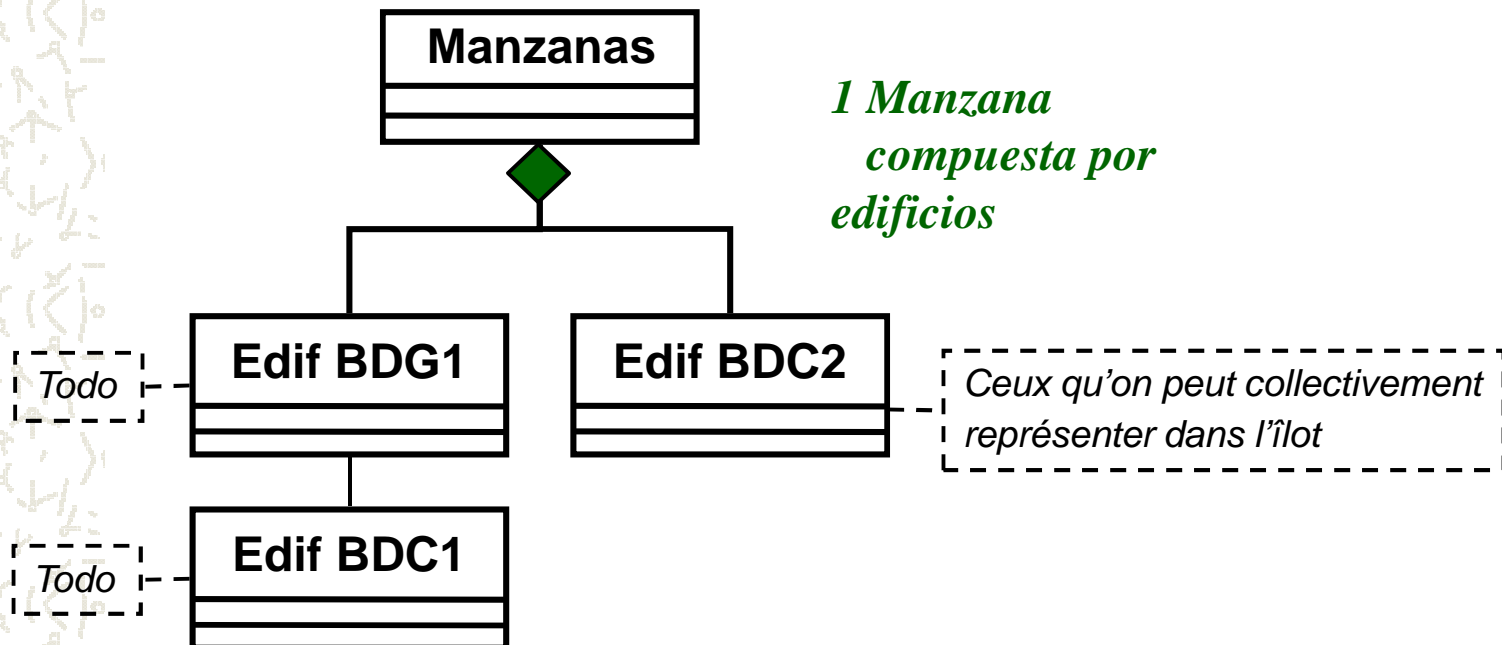 Manzanas
1 Manzana
compuesta por
edificios
Edif BDG1
Edif BDC2
Todo
Ceux qu'on peut collectivement
représenter dans l'îlot
Edif BDC1
Todo